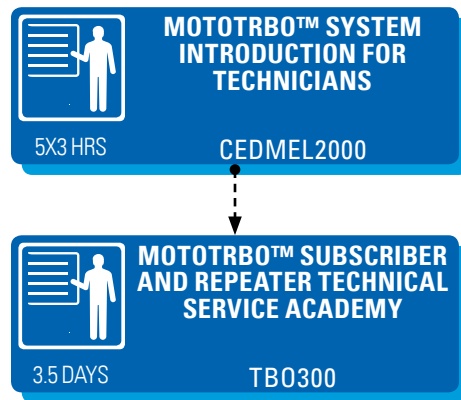 MOTOTRBO™ SYSTEM
INTRODUCTION FOR
TECHNICIANS
5X3 HRS
CEDMEL2000
MOTOTRBO™ SUBSCRIBER
AND REPEATER TECHNICAL
SERVICE ACADEMY
3.5 DAYS
TBO300